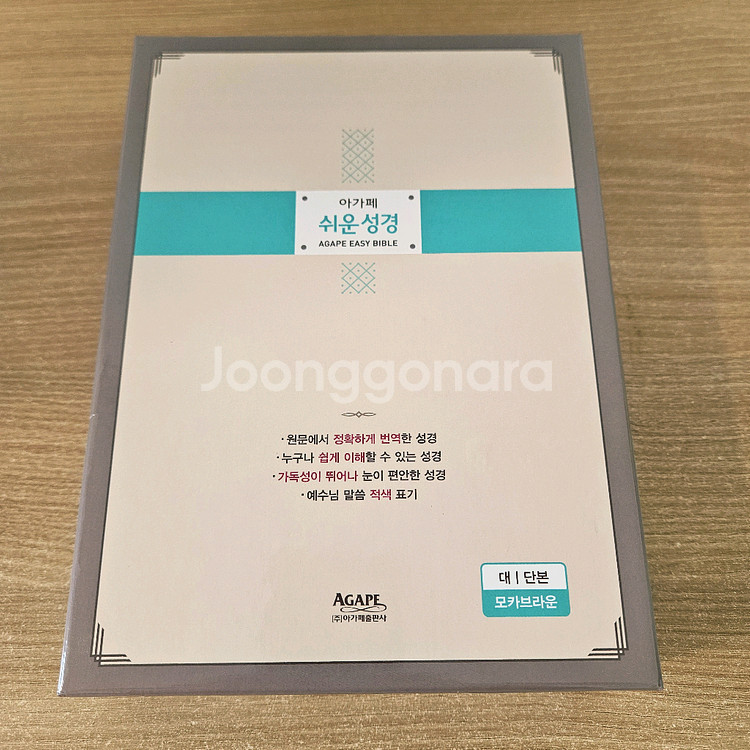 아가페
쉬운성경
AGAPE EASY BIBLE
Joonggonara
·원문에서 정확하게 번역한 성경
·누구나 쉽게 이해할 수 있는 성경
·가독성이 뛰어나 눈이 편안한 성경
·예수님 말씀 적색 표기
대 | 단본
모카브라운
AGAPE
(주)아가페출판사